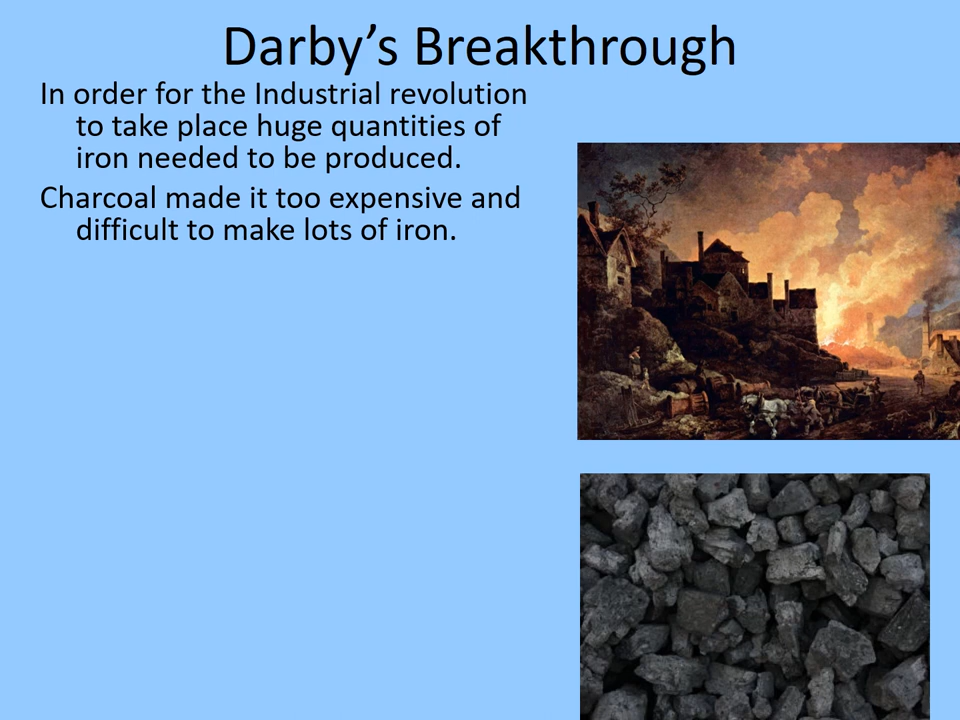 Darby’s Breakthrough
In order for the Industrial revolution
to take place huge quantities of
iron needed to be produced.
Charcoal made it too expensive and
difficult to make lots of iron.